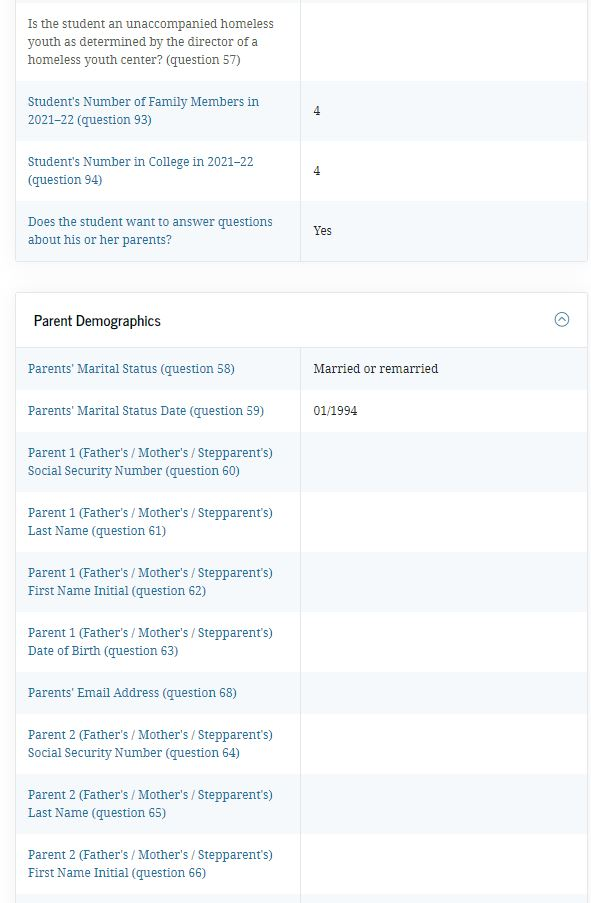 Is the student an unaccompanied homeless
youth as determined by the director of a
homeless youth center? (question 57)
Student's Number of Family Members in
2021–22 (question 93)
4
Student's Number in College in 2021–22
(question 94)
4
Does the student want to answer questions
about his or her parents?
Yes
Parent Demographics
Parents' Marital Status (question 58)
Married or remarried
Parents' Marital Status Date (question 59)
01/1994
Parent 1 (Father's / Mother's / Stepparent's)
Social Security Number (question 60)
Parent 1 (Father's / Mother's / Stepparent's)
Last Name (question 61)
Parent 1 (Father's / Mother's / Stepparent's)
First Name Initial (question 62)
Parent 1 (Father's / Mother's / Stepparent's)
Date of Birth (question 63)
Parents' Email Address (question 68)
Parent 2 (Father's / Mother's / Stepparent's)
Social Security Number (question 64)
Parent 2 (Father's / Mother's / Stepparent's)
Last Name (question 65)
Parent 2 (Father's / Mother's / Stepparent's)
First Name Initial (question 66)